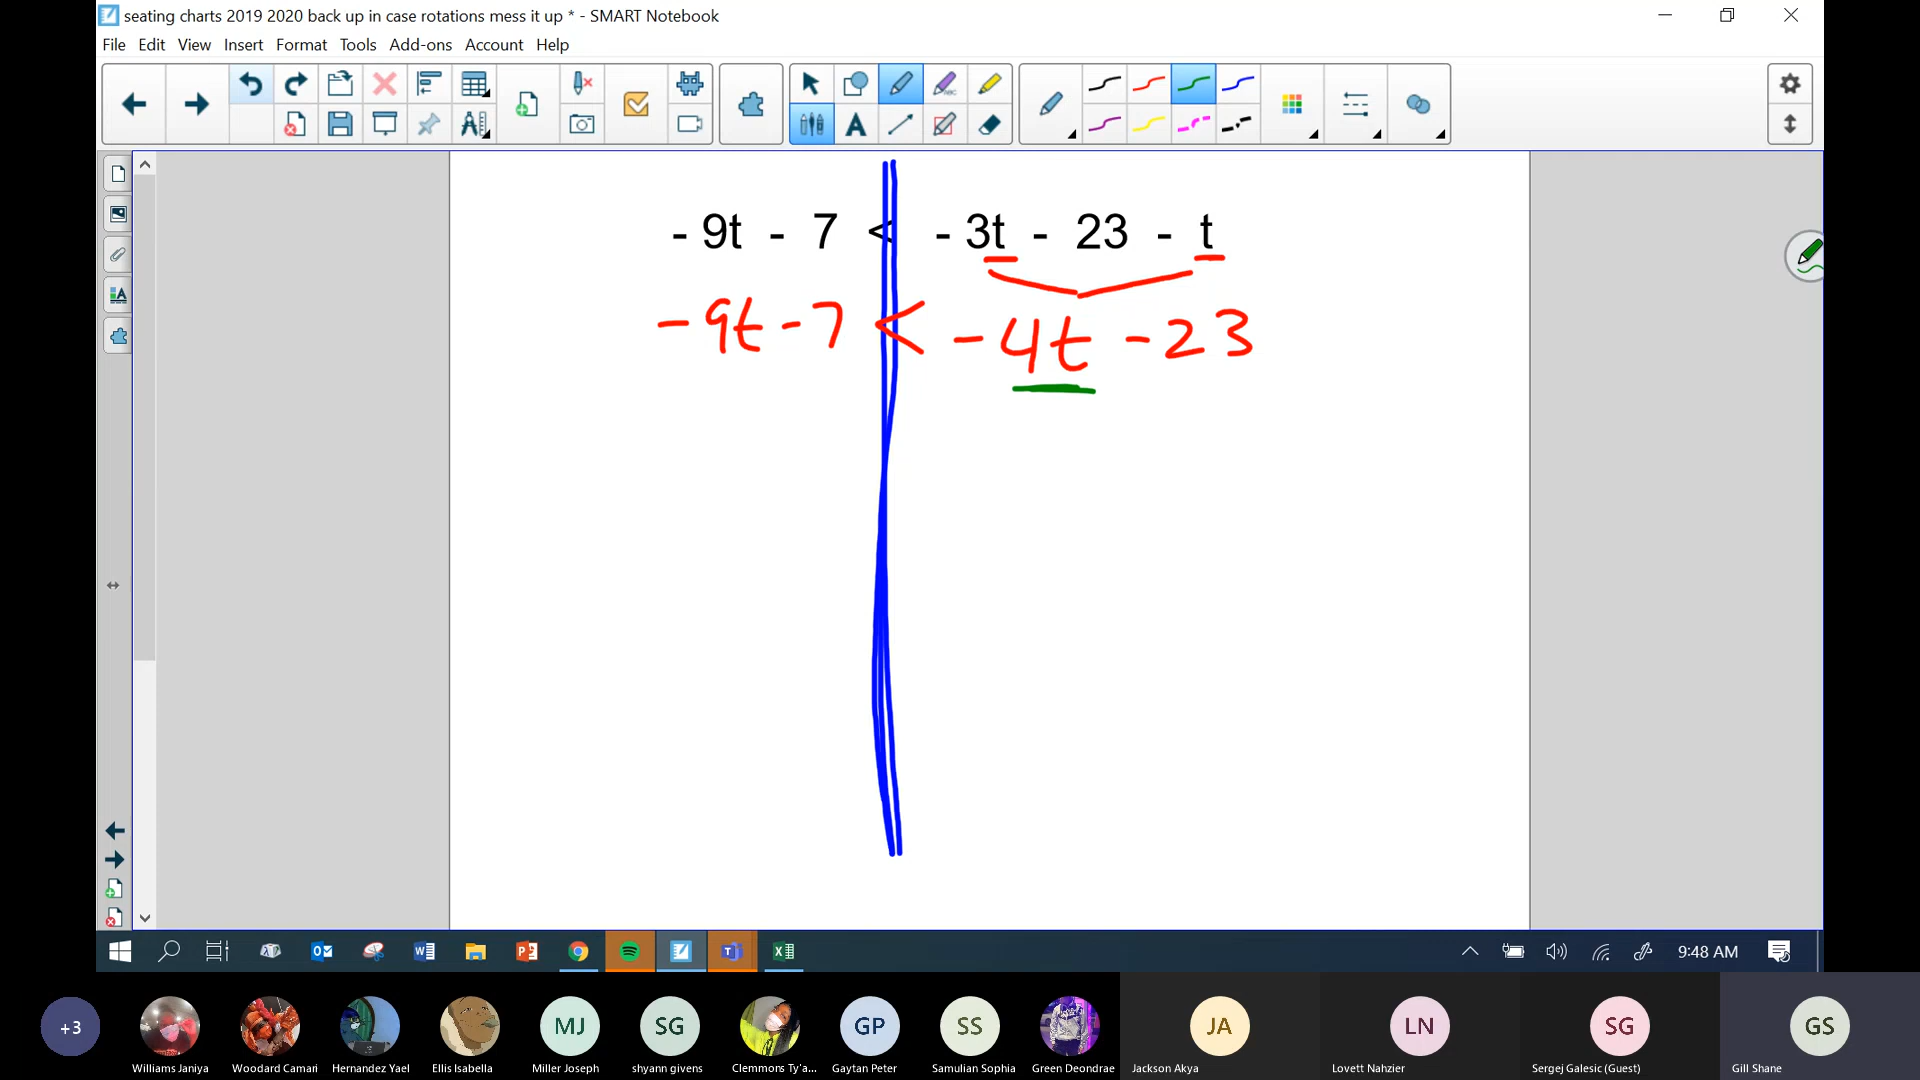 seating charts 2019 2020 back up in case rotations mess it up * - SMART Notebook
File Edit View Insert Format Tools Add-ons Account Help
- 9t - 7 < - 3t - 23 - t
- 9t - 7 < - 4t - 23
9:48 AM
+3 MJ SG GP SS JA LN SG GS
Williams Janiya Woodard Camari Hernandez Yael Ellis Isabella Miller Joseph shyann givens Clemmons Ty'a... Gaytan Peter Samulian Sophia Green Deondrae Jackson Akya Lovett Nahzier Sergej Galesic (Guest) Gill Shane